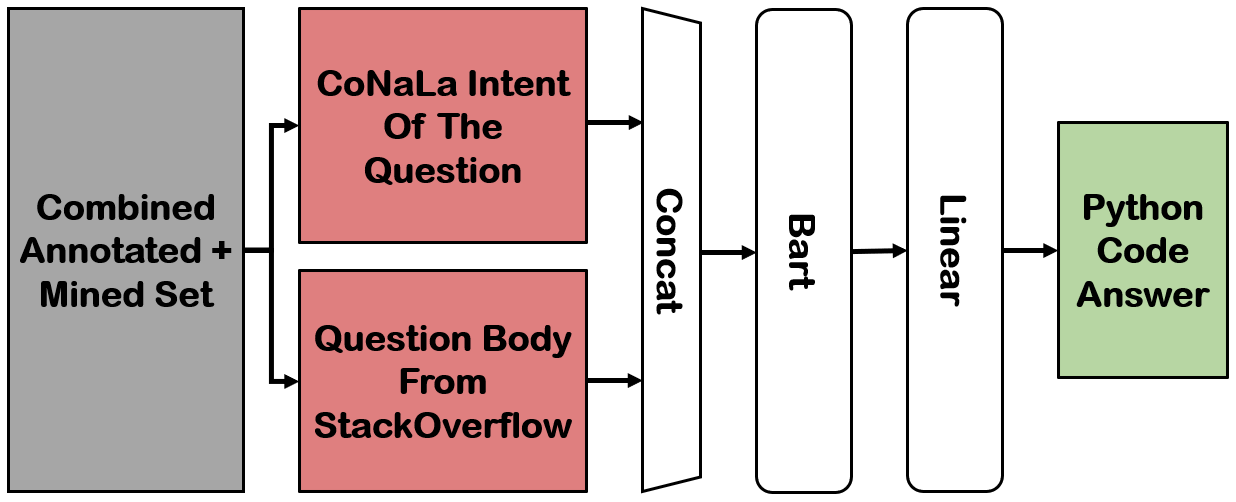 Combined
Annotated +
Mined Set
CoNaLa Intent
Of The
Question
Question Body
From
StackOverflow
Concat
Bart
Linear
Python
Code
Answer